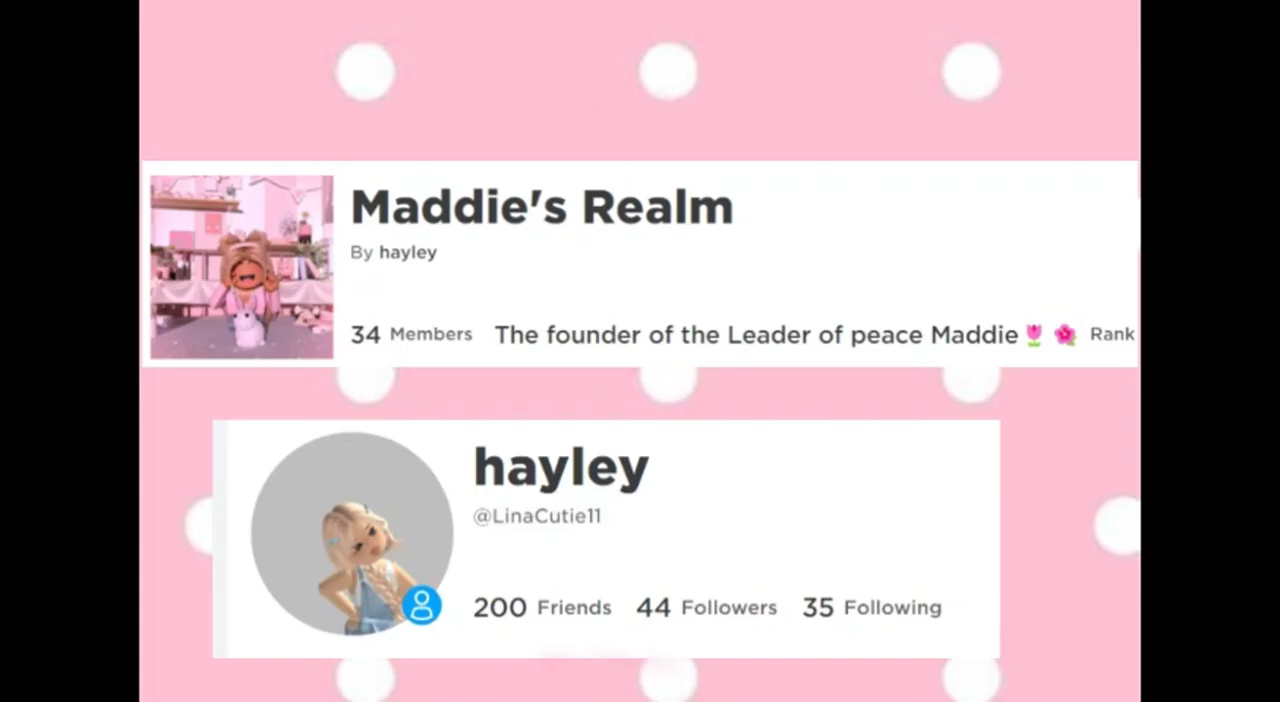 Maddie's Realm
By hayley
34 Members The founder of the Leader of peace Maddie🌷🌺 Rank
hayley
@LinaCutie11
200 Friends 44 Followers 35 Following